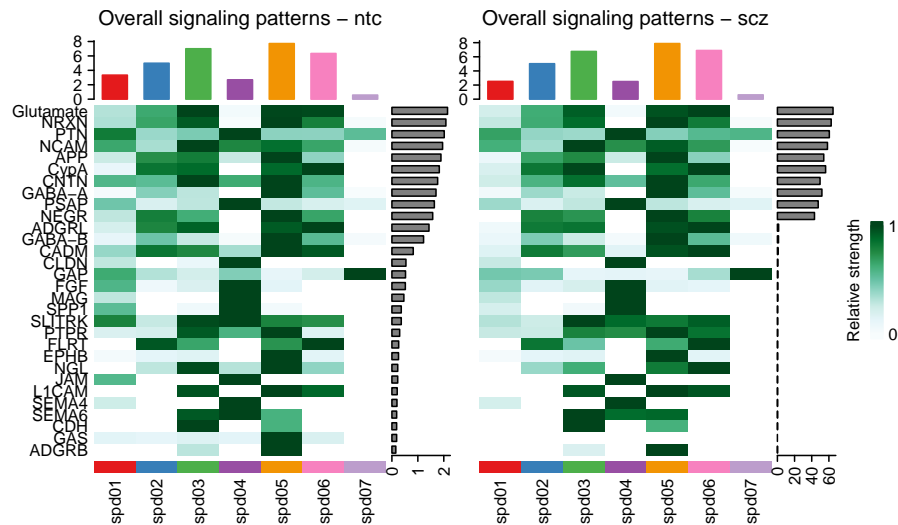 Overall signaling patterns – ntc
Overall signaling patterns – scz
8
6
4
2
0
8
6
4
2
0
Glutamate
NRXN
PTN
NCAM
APP
CypA
CNTN
GABA−A
PSAP
NEGR
ADGRL
GABA−B
CADM
CLDN
GAP
FGF
MAG
SPP1
SLITRK
PTPR
FLRT
EPHB
NGL
JAM
L1CAM
SEMA4
SEMA6
CDH
GAS
ADGRB
spd01
spd02
spd03
spd04
spd05
spd06
spd07
0
1
2
spd01
spd02
spd03
spd04
spd05
spd06
spd07
0
20
40
60
Relative strength
1
0